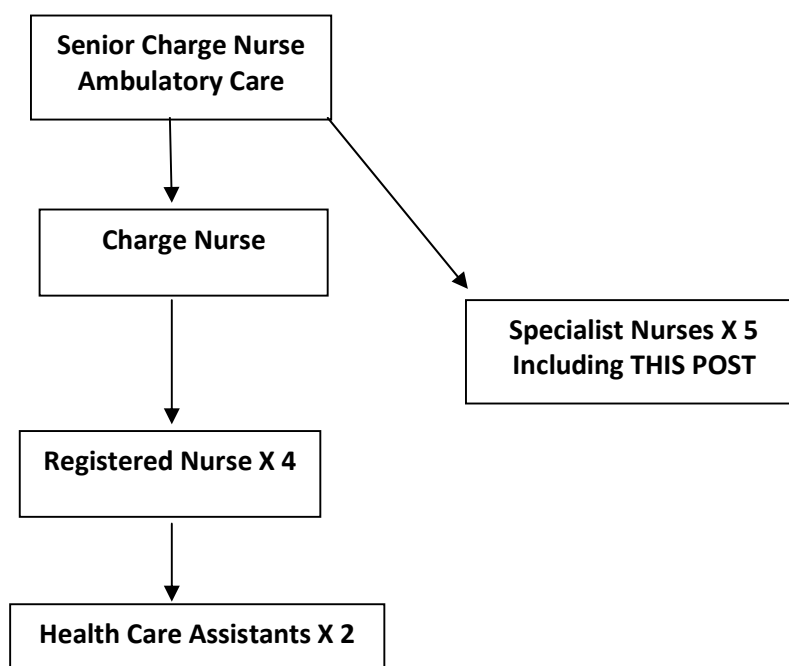 Senior Charge Nurse
Ambulatory Care
Charge Nurse
Specialist Nurses X 5
Including THIS POST
Registered Nurse X 4
Health Care Assistants X 2